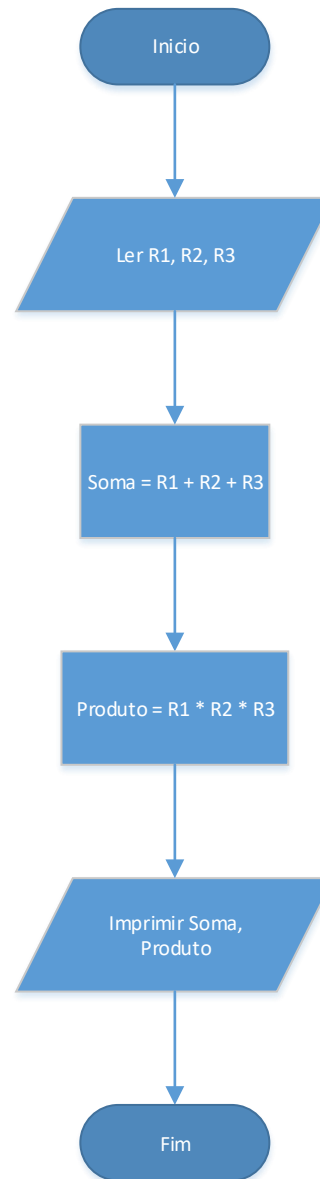 Inicio
Ler R1, R2, R3
Soma = R1 + R2 + R3
Produto = R1 * R2 * R3
Imprimir Soma,
Produto
Fim